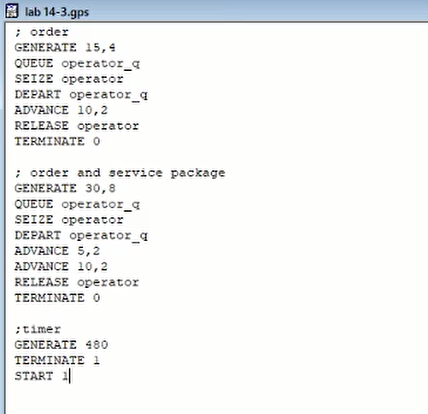 lab 14-3.gps
; order
GENERATE 15,4
QUEUE operator_q
SEIZE operator
DEPART operator_q
ADVANCE 10,2
RELEASE operator
TERMINATE 0
; order and service package
GENERATE 30,8
QUEUE operator_q
SEIZE operator
DEPART operator_q
ADVANCE 5,2
ADVANCE 10,2
RELEASE operator
TERMINATE 0
;timer
GENERATE 480
TERMINATE 1
START 1